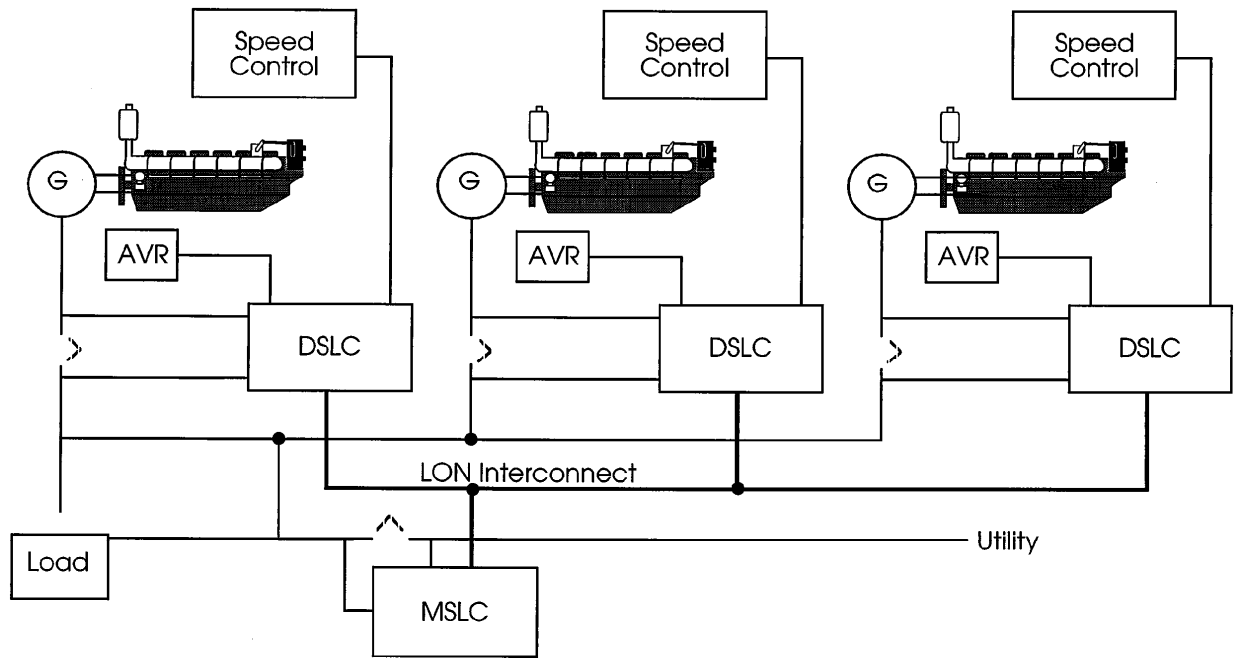 Speed
Control
Speed
Control
Speed
Control
G
G
G
AVR
AVR
AVR
DSLC
DSLC
DSLC
LON Interconnect
Utility
Load
MSLC